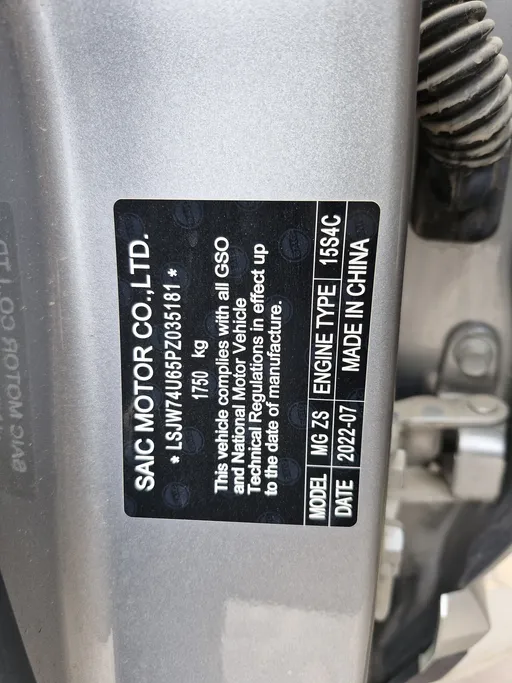 SAIC MOTOR CO.,LTD.
* LSJW74U65PZ035181 *
1750 kg
This vehicle complies with all GSO
and National Motor Vehicle
Technical Regulations in effect up
to the date of manufacture.
MODEL MG ZS ENGINE TYPE 15S4C
DATE 2022-07 MADE IN CHINA